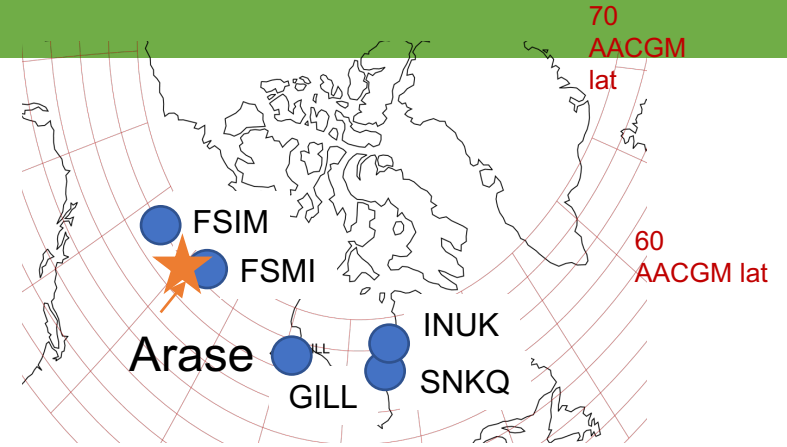 70
AACGM
lat
FSIM
60
AACGM lat
FSMI
INUK
Arase
SNKQ
GILL